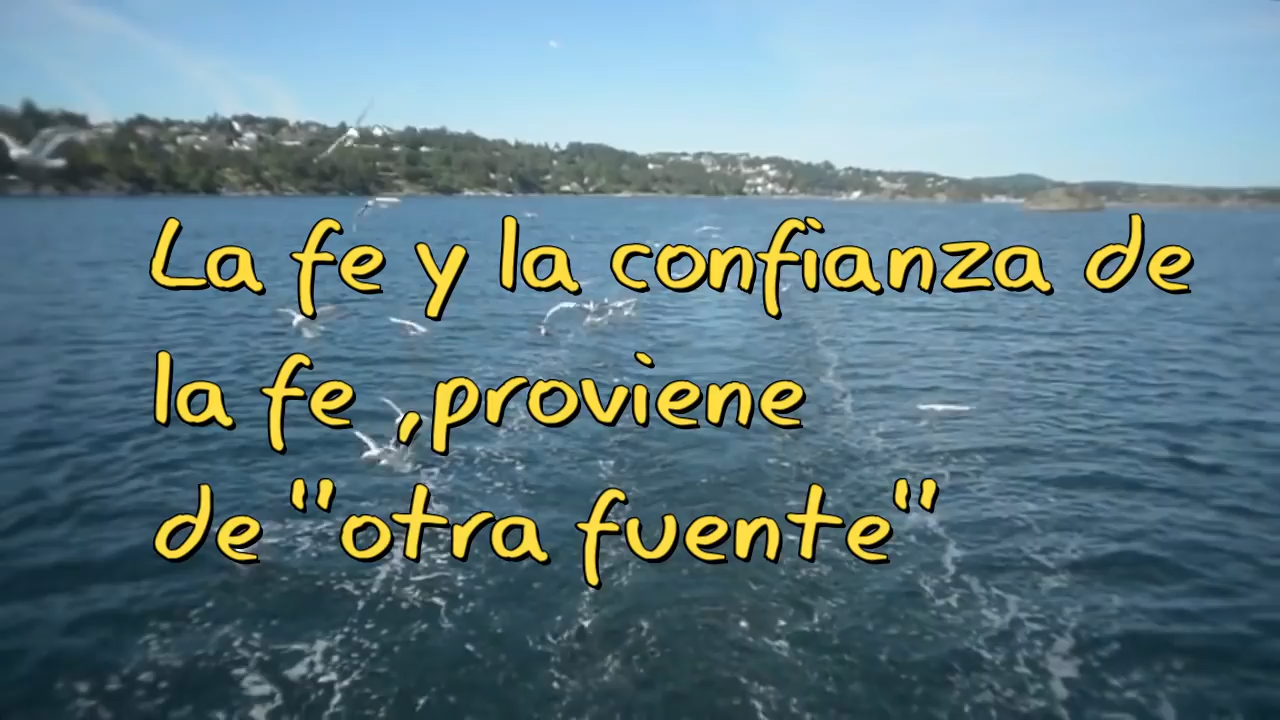 La fe y la confianza de
la fe ,proviene
de "otra fuente"